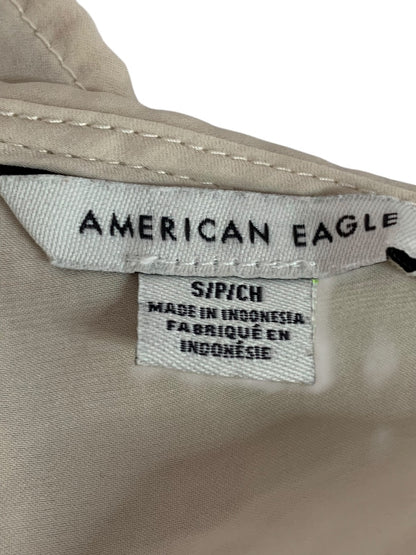 AMERICAN EAGLE
S/P/CH
MADE IN INDONESIA
FABRIQUÉ EN
INDONÉSIE